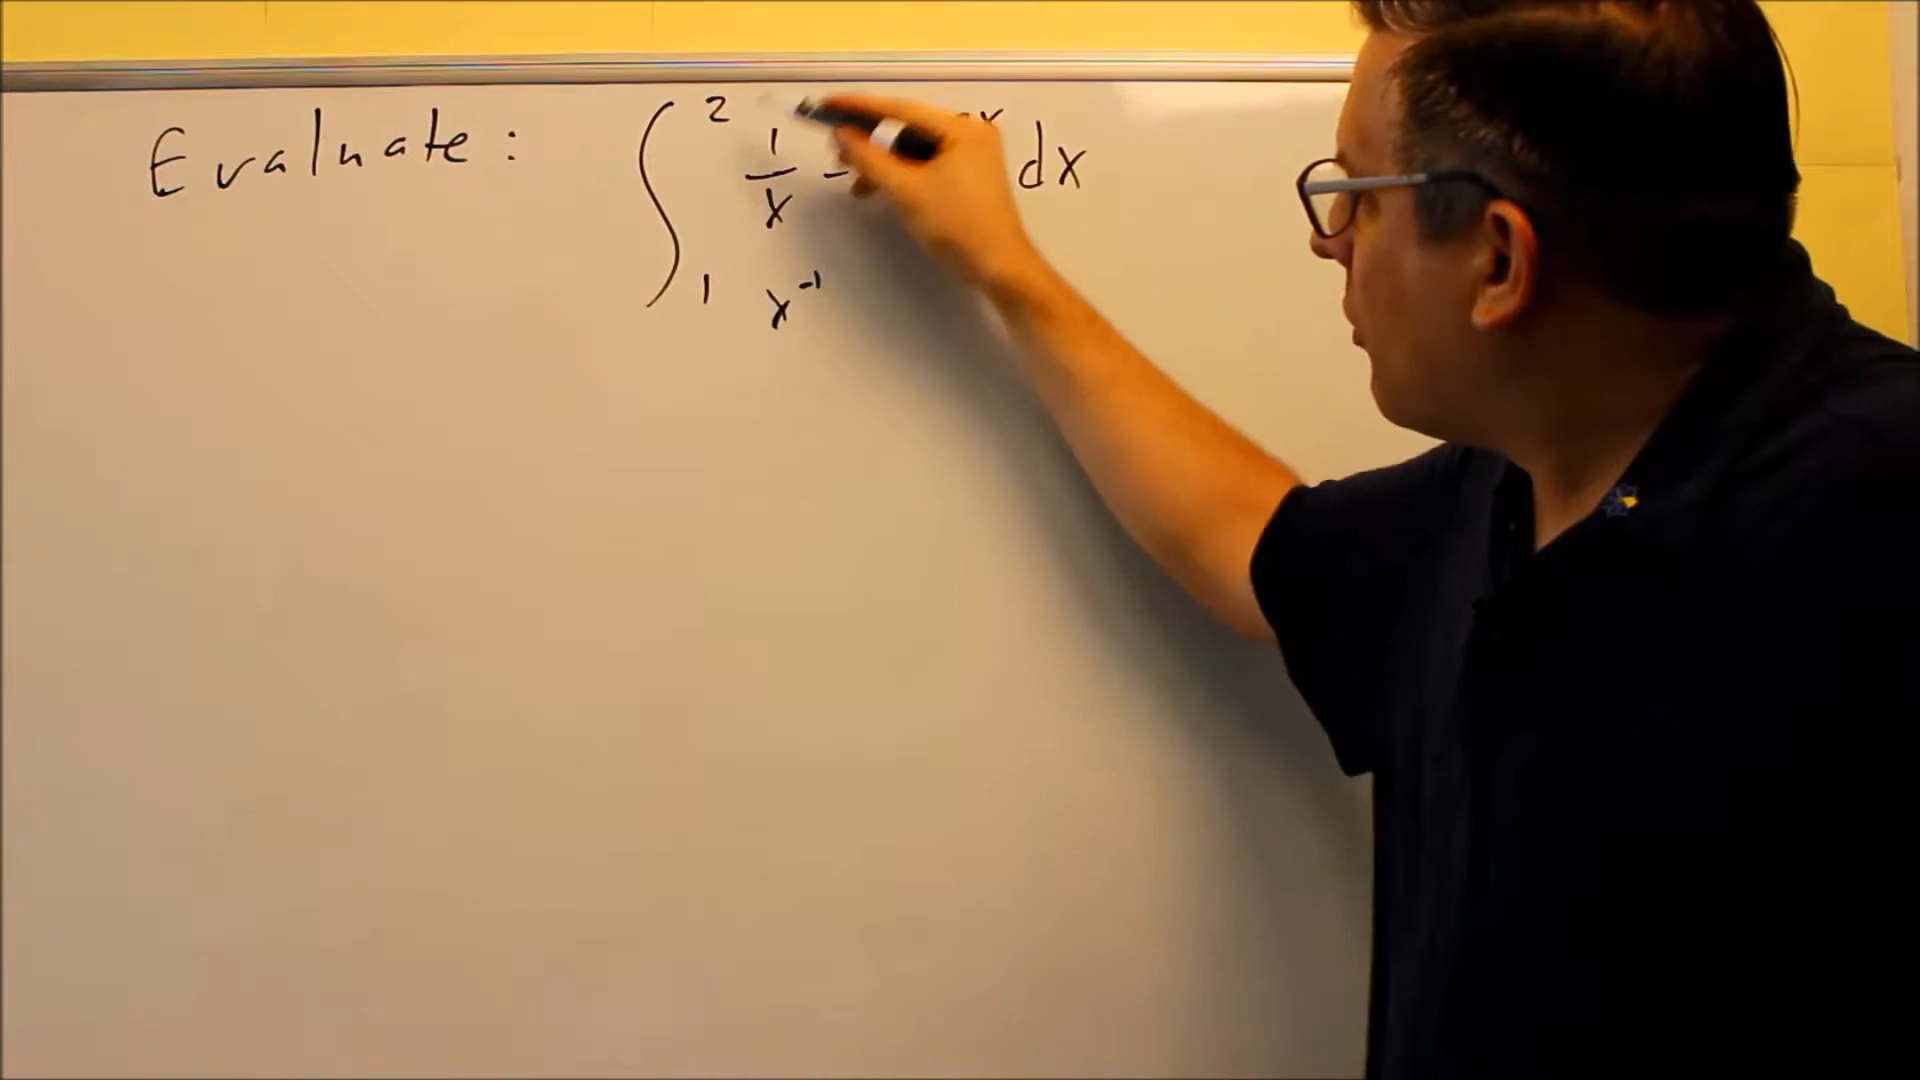 Evaluate: ∫₁² 1/x - x dx
x⁻¹